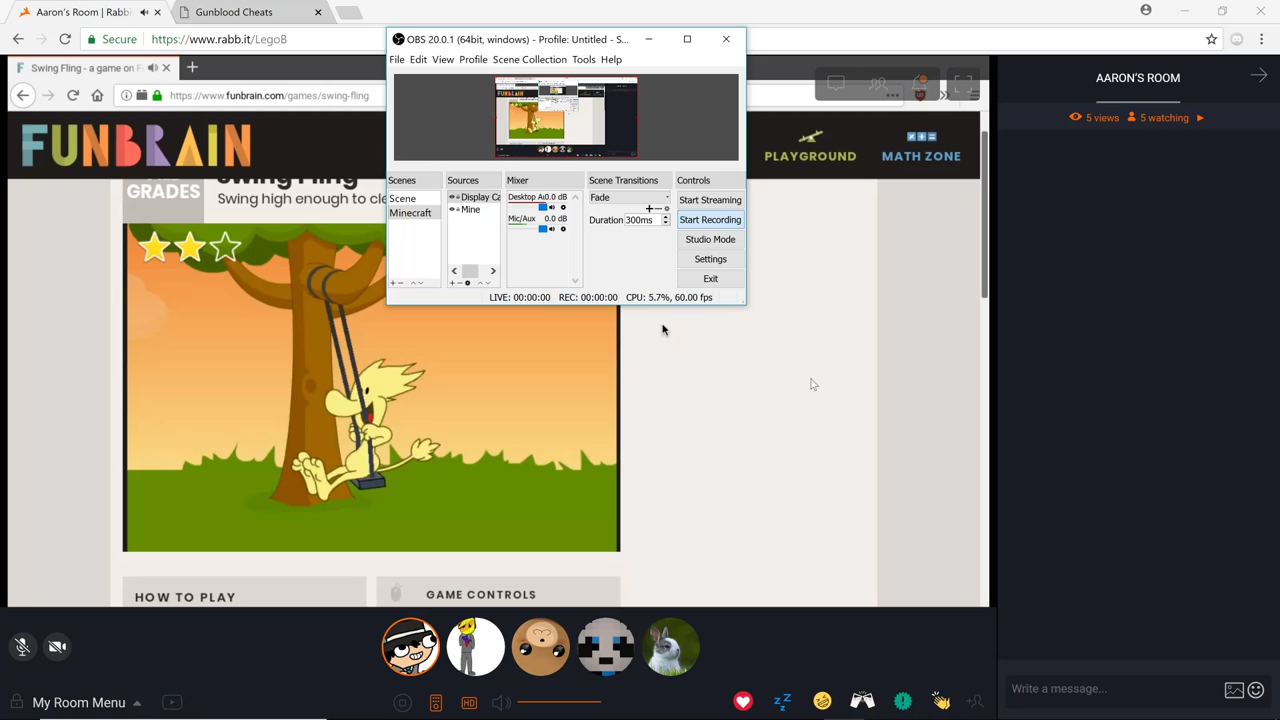 Aaron's Room | Rabbi
Gunblood Cheats
Secure
https://www.rabb.it/LegoB
Swing Fling - a game on F
https://www.funbrain.com/games/swing-fling
FUNBRAIN
PLAYGROUND
MATH ZONE
GRADES
Swing Fling
Swing high enough to cle
HOW TO PLAY
GAME CONTROLS
OBS 20.0.1 (64bit, windows) - Profile: Untitled - S...
File Edit View Profile Scene Collection Tools Help
Scenes
Sources
Mixer
Scene Transitions
Controls
Scene
Minecraft
Display Ca
Mine
Desktop Au
0.0 dB
Mic/Aux
0.0 dB
Fade
Duration 300ms
Start Streaming
Start Recording
Studio Mode
Settings
Exit
LIVE: 00:00:00 REC: 00:00:00 CPU: 5.7%, 60.00 fps
AARON'S ROOM
5 views 5 watching
My Room Menu
HD
Write a message...